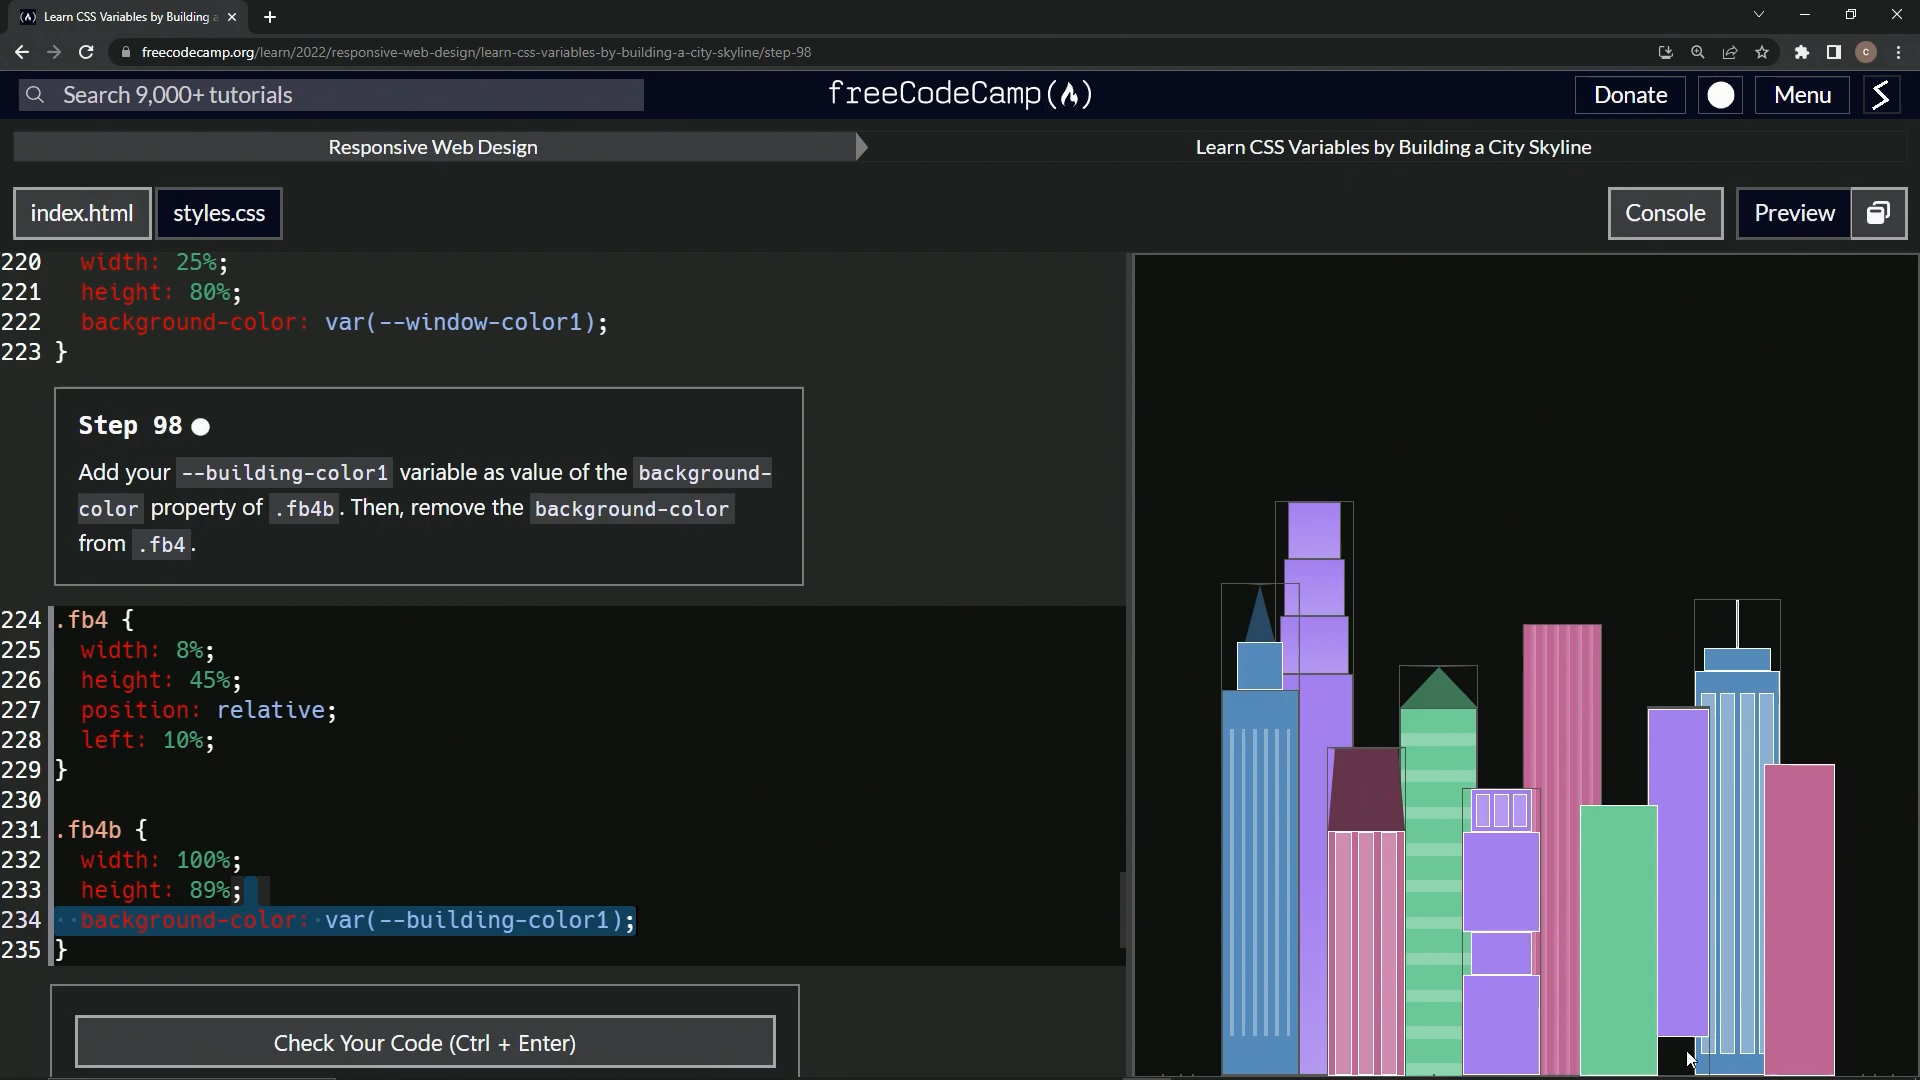 Learn CSS Variables by Building a
freecodecamp.org/learn/2022/responsive-web-design/learn-css-variables-by-building-a-city-skyline/step-98
C
Search 9,000+ tutorials
freeCodeCamp(🔥)
Donate
Menu
Responsive Web Design
Learn CSS Variables by Building a City Skyline
index.html
styles.css
Console
Preview
220 width: 25%;
221 height: 80%;
222 background-color: var(--window-color1);
223 }
Step 98
Add your --building-color1 variable as value of the background-
color property of .fb4b. Then, remove the background-color
from .fb4.
224 .fb4 {
225 width: 8%;
226 height: 45%;
227 position: relative;
228 left: 10%;
229 }
230
231 .fb4b {
232 width: 100%;
233 height: 89%;
234 background-color: var(--building-color1);
235 }
Check Your Code (Ctrl + Enter)